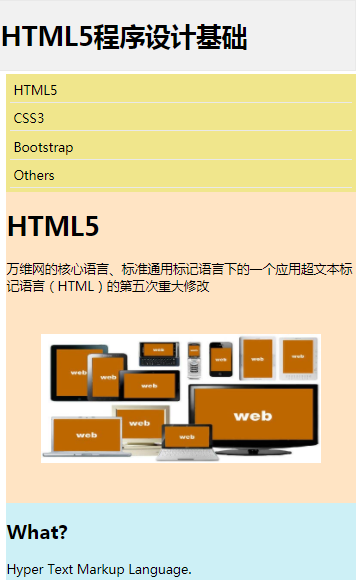 HTML5程序设计基础
HTML5
CSS3
Bootstrap
Others
HTML5
万维网的核心语言、标准通用标记语言下的一个应用超文本标
记语言（HTML）的第五次重大修改
web
web
web
web
web
web
web
web
web
web
web
What?
Hyper Text Markup Language.